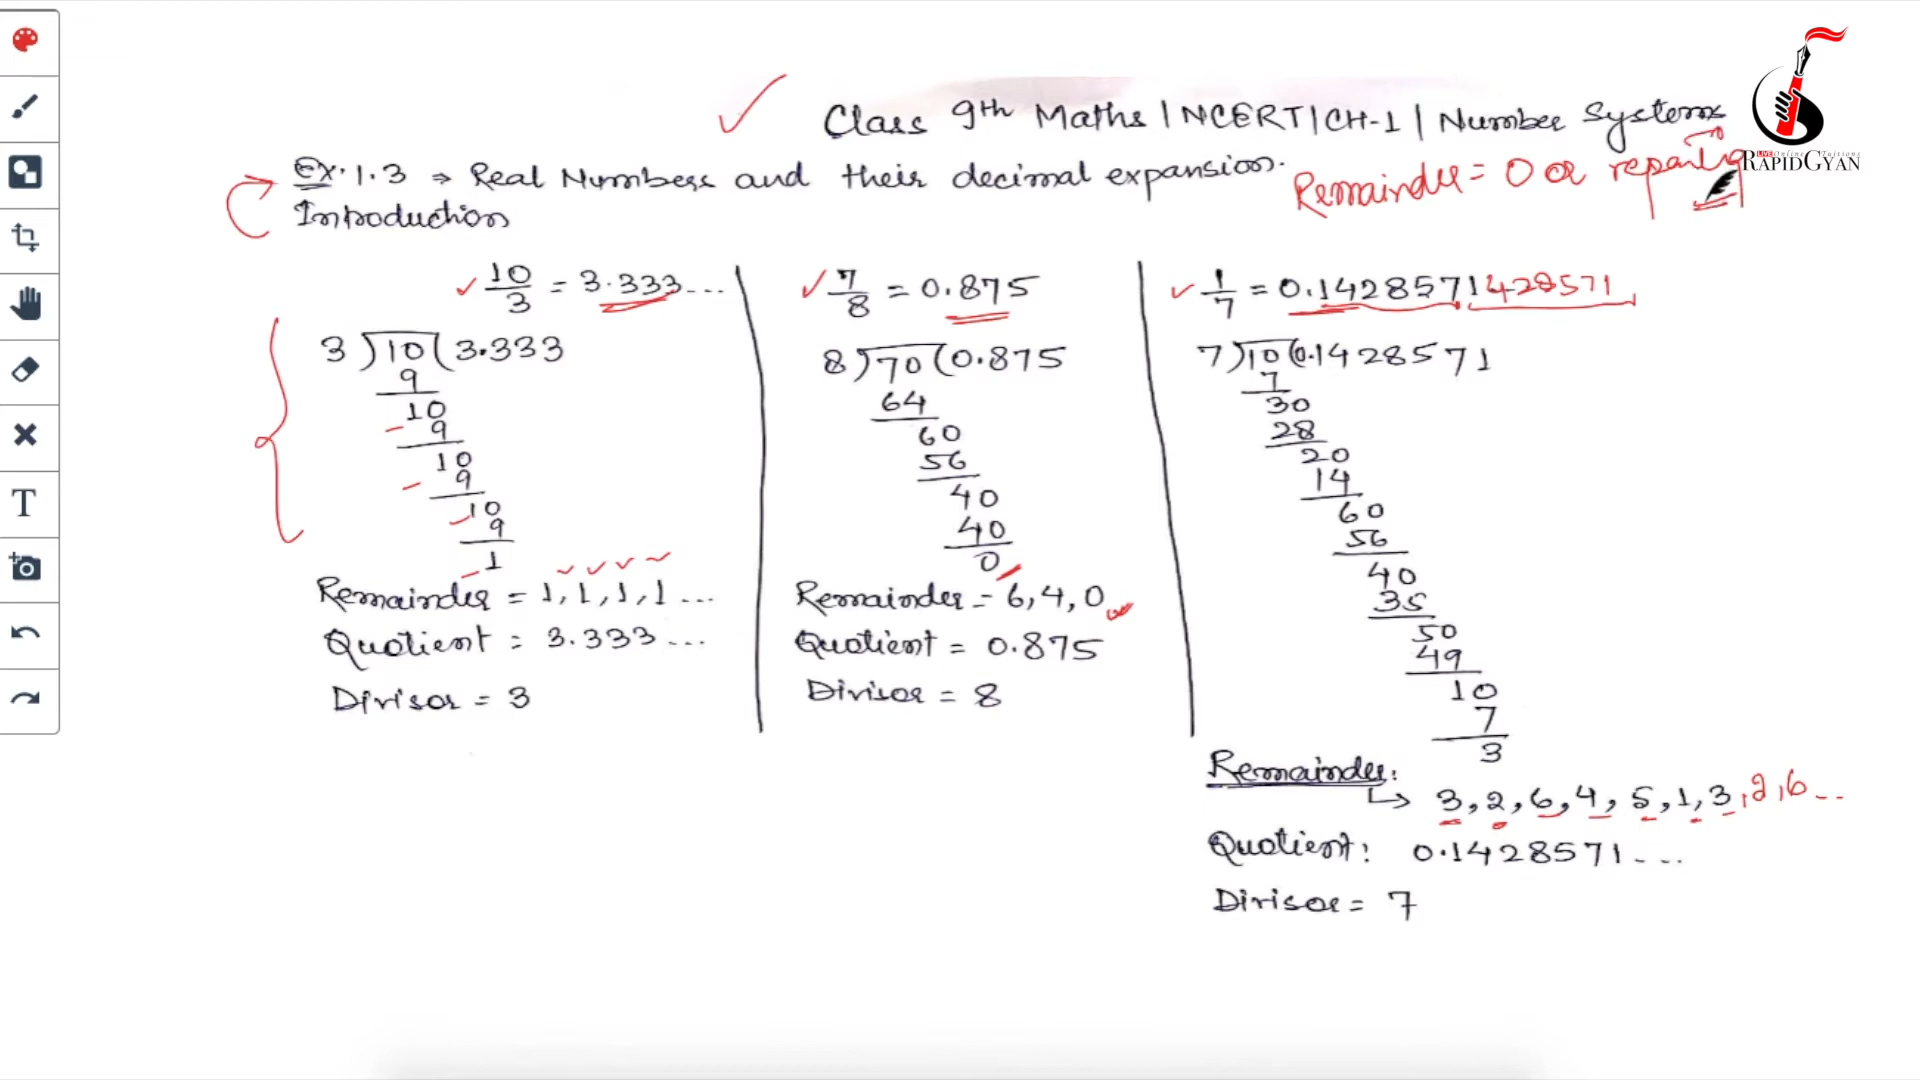 Class 9th Maths | NCERT | CH-1 | Number Systems
RAPIDGYAN
LIVE Online Tuitions
Ex. 1.3 → Real Numbers and their decimal expansion.
Introduction
Remainder = 0 or repeating
10/3 = 3.333...
3)10(3.333
9
10
9
10
9
10
9
1
Remainder = 1, 1, 1, 1 ...
Quotient = 3.333 ...
Divisor = 3
7/8 = 0.875
8)70(0.875
64
60
56
40
40
0
Remainder = 6, 4, 0
Quotient = 0.875
Divisor = 8
1/7 = 0.1428571428571
7)10(0.1428571
7
30
28
20
14
60
56
40
35
50
49
10
7
3
Remainder:
↳ 3, 2, 6, 4, 5, 1, 3, 2, 6 ...
Quotient: 0.1428571 ...
Divisor = 7
T